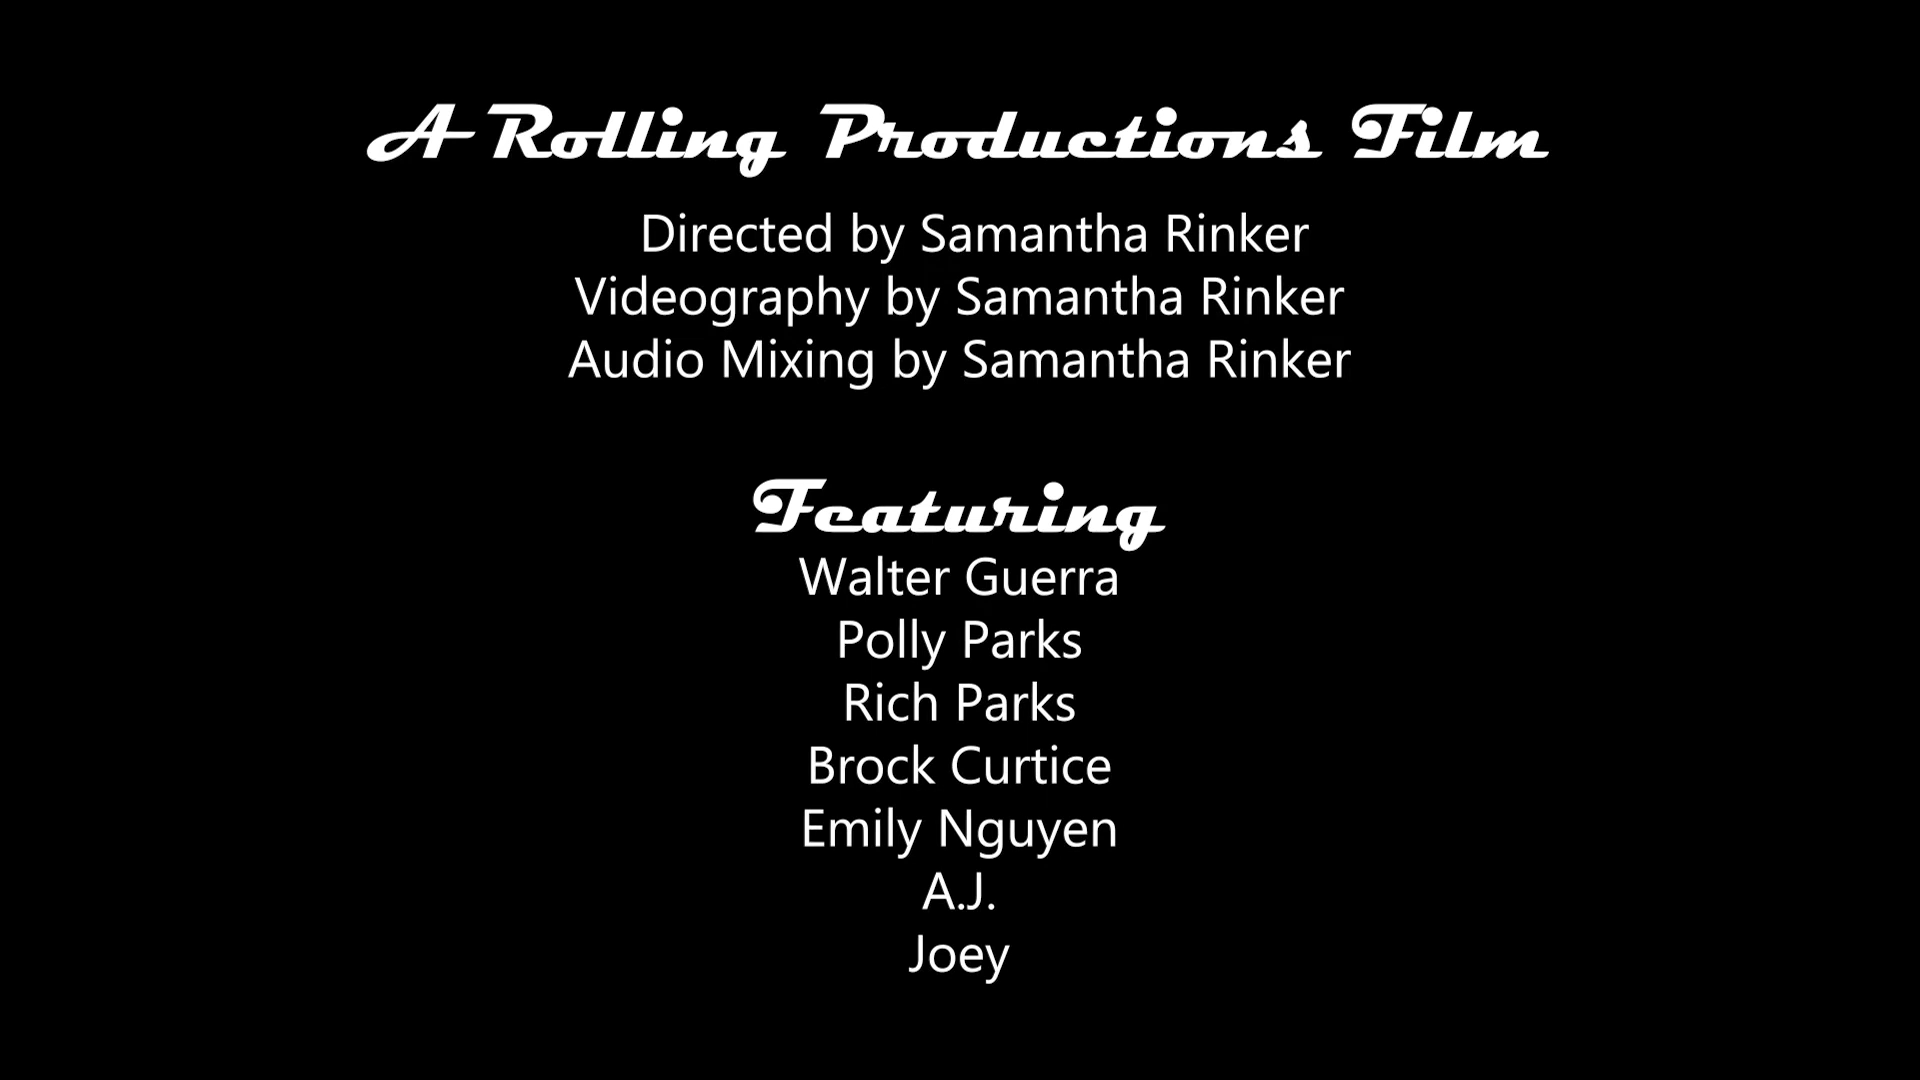 A Rolling Productions Film
Directed by Samantha Rinker
Videography by Samantha Rinker
Audio Mixing by Samantha Rinker
Featuring
Walter Guerra
Polly Parks
Rich Parks
Brock Curtice
Emily Nguyen
A.J.
Joey